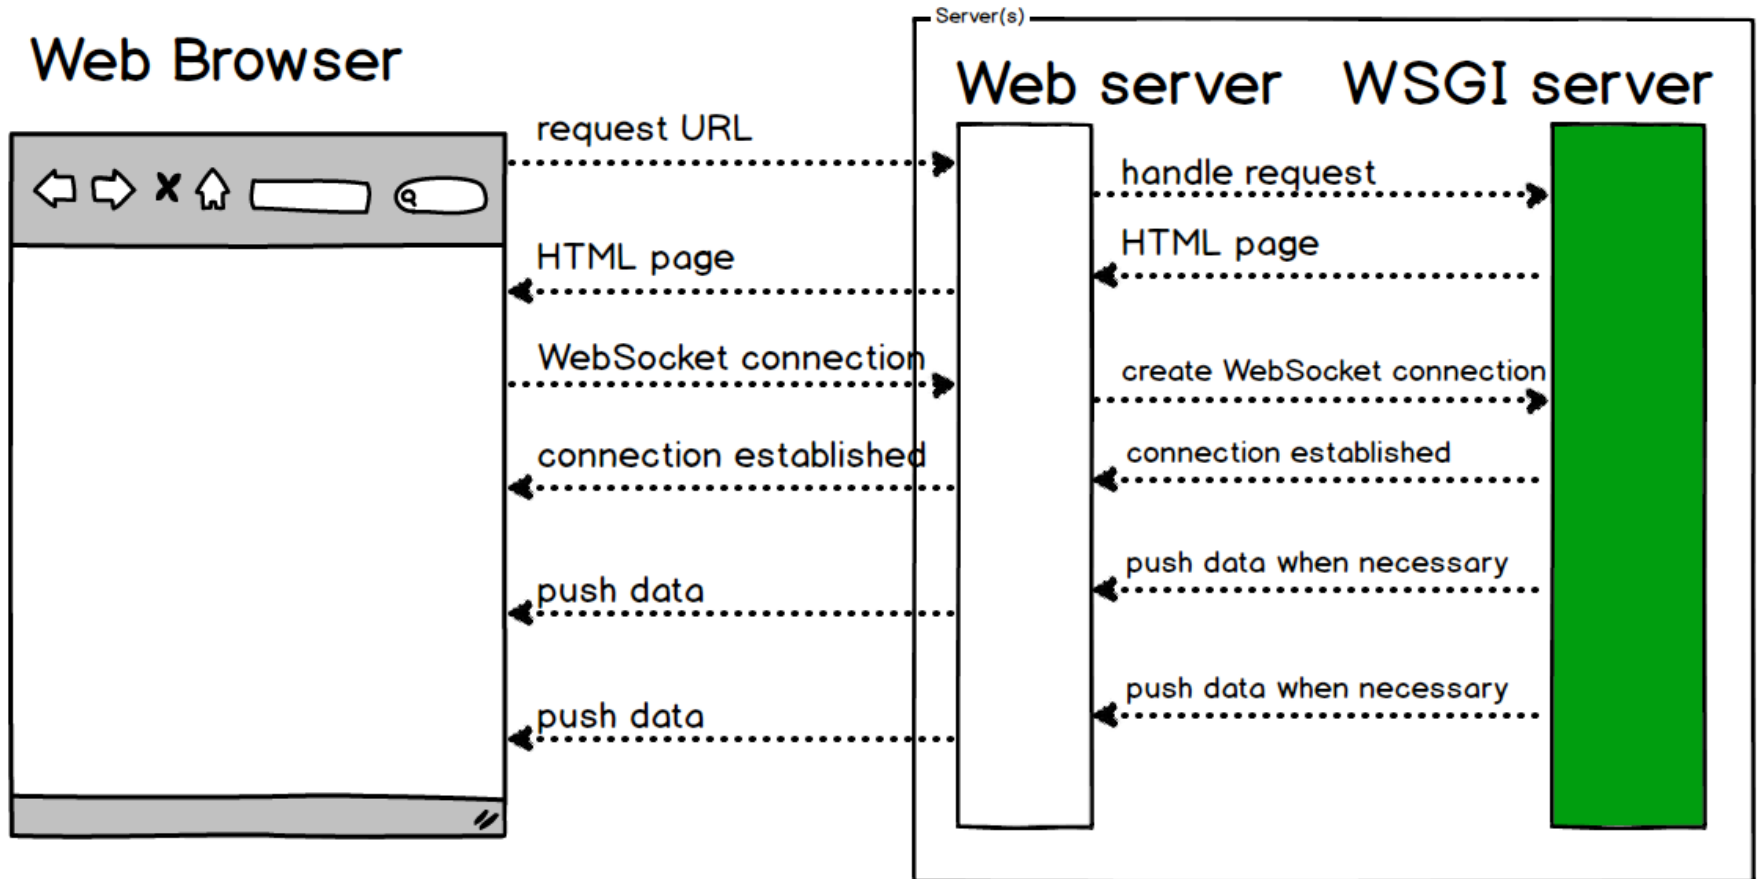 Server(s)
Web Browser
Web server
WSGI server
request URL
handle request
HTML page
HTML page
WebSocket connection
create WebSocket connection
connection established
connection established
push data when necessary
push data
push data when necessary
push data